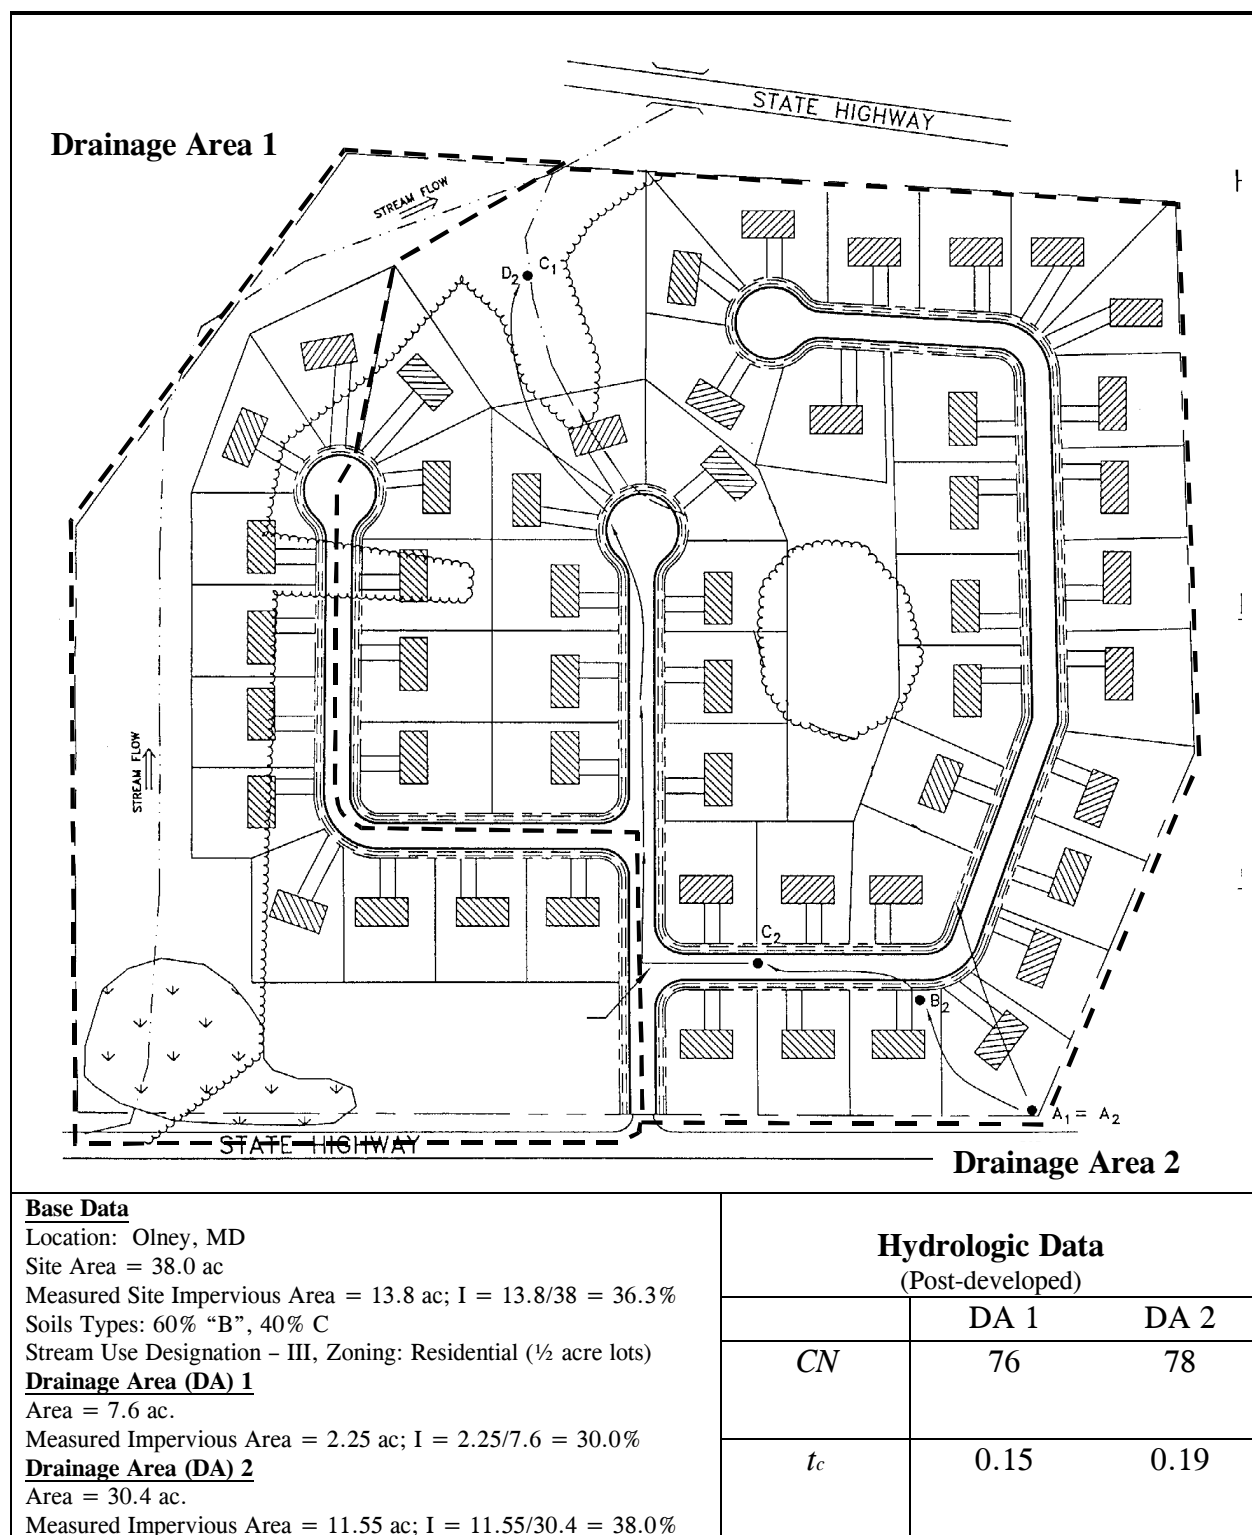 STATE HIGHWAY
Drainage Area 1
STREAM FLOW
D2 C1
STREAM FLOW
C2
B2
A1 = A2
STATE HIGHWAY
Drainage Area 2
Base Data
Location: Olney, MD
Site Area = 38.0 ac
Measured Site Impervious Area = 13.8 ac; I = 13.8/38 = 36.3%
Soils Types: 60% “B”, 40% C
Stream Use Designation – III, Zoning: Residential (½ acre lots)
Drainage Area (DA) 1
Area = 7.6 ac.
Measured Impervious Area = 2.25 ac; I = 2.25/7.6 = 30.0%
Drainage Area (DA) 2
Area = 30.4 ac.
Measured Impervious Area = 11.55 ac; I = 11.55/30.4 = 38.0%
Hydrologic Data
(Post-developed)
DA 1 DA 2
CN 76 78
tc 0.15 0.19